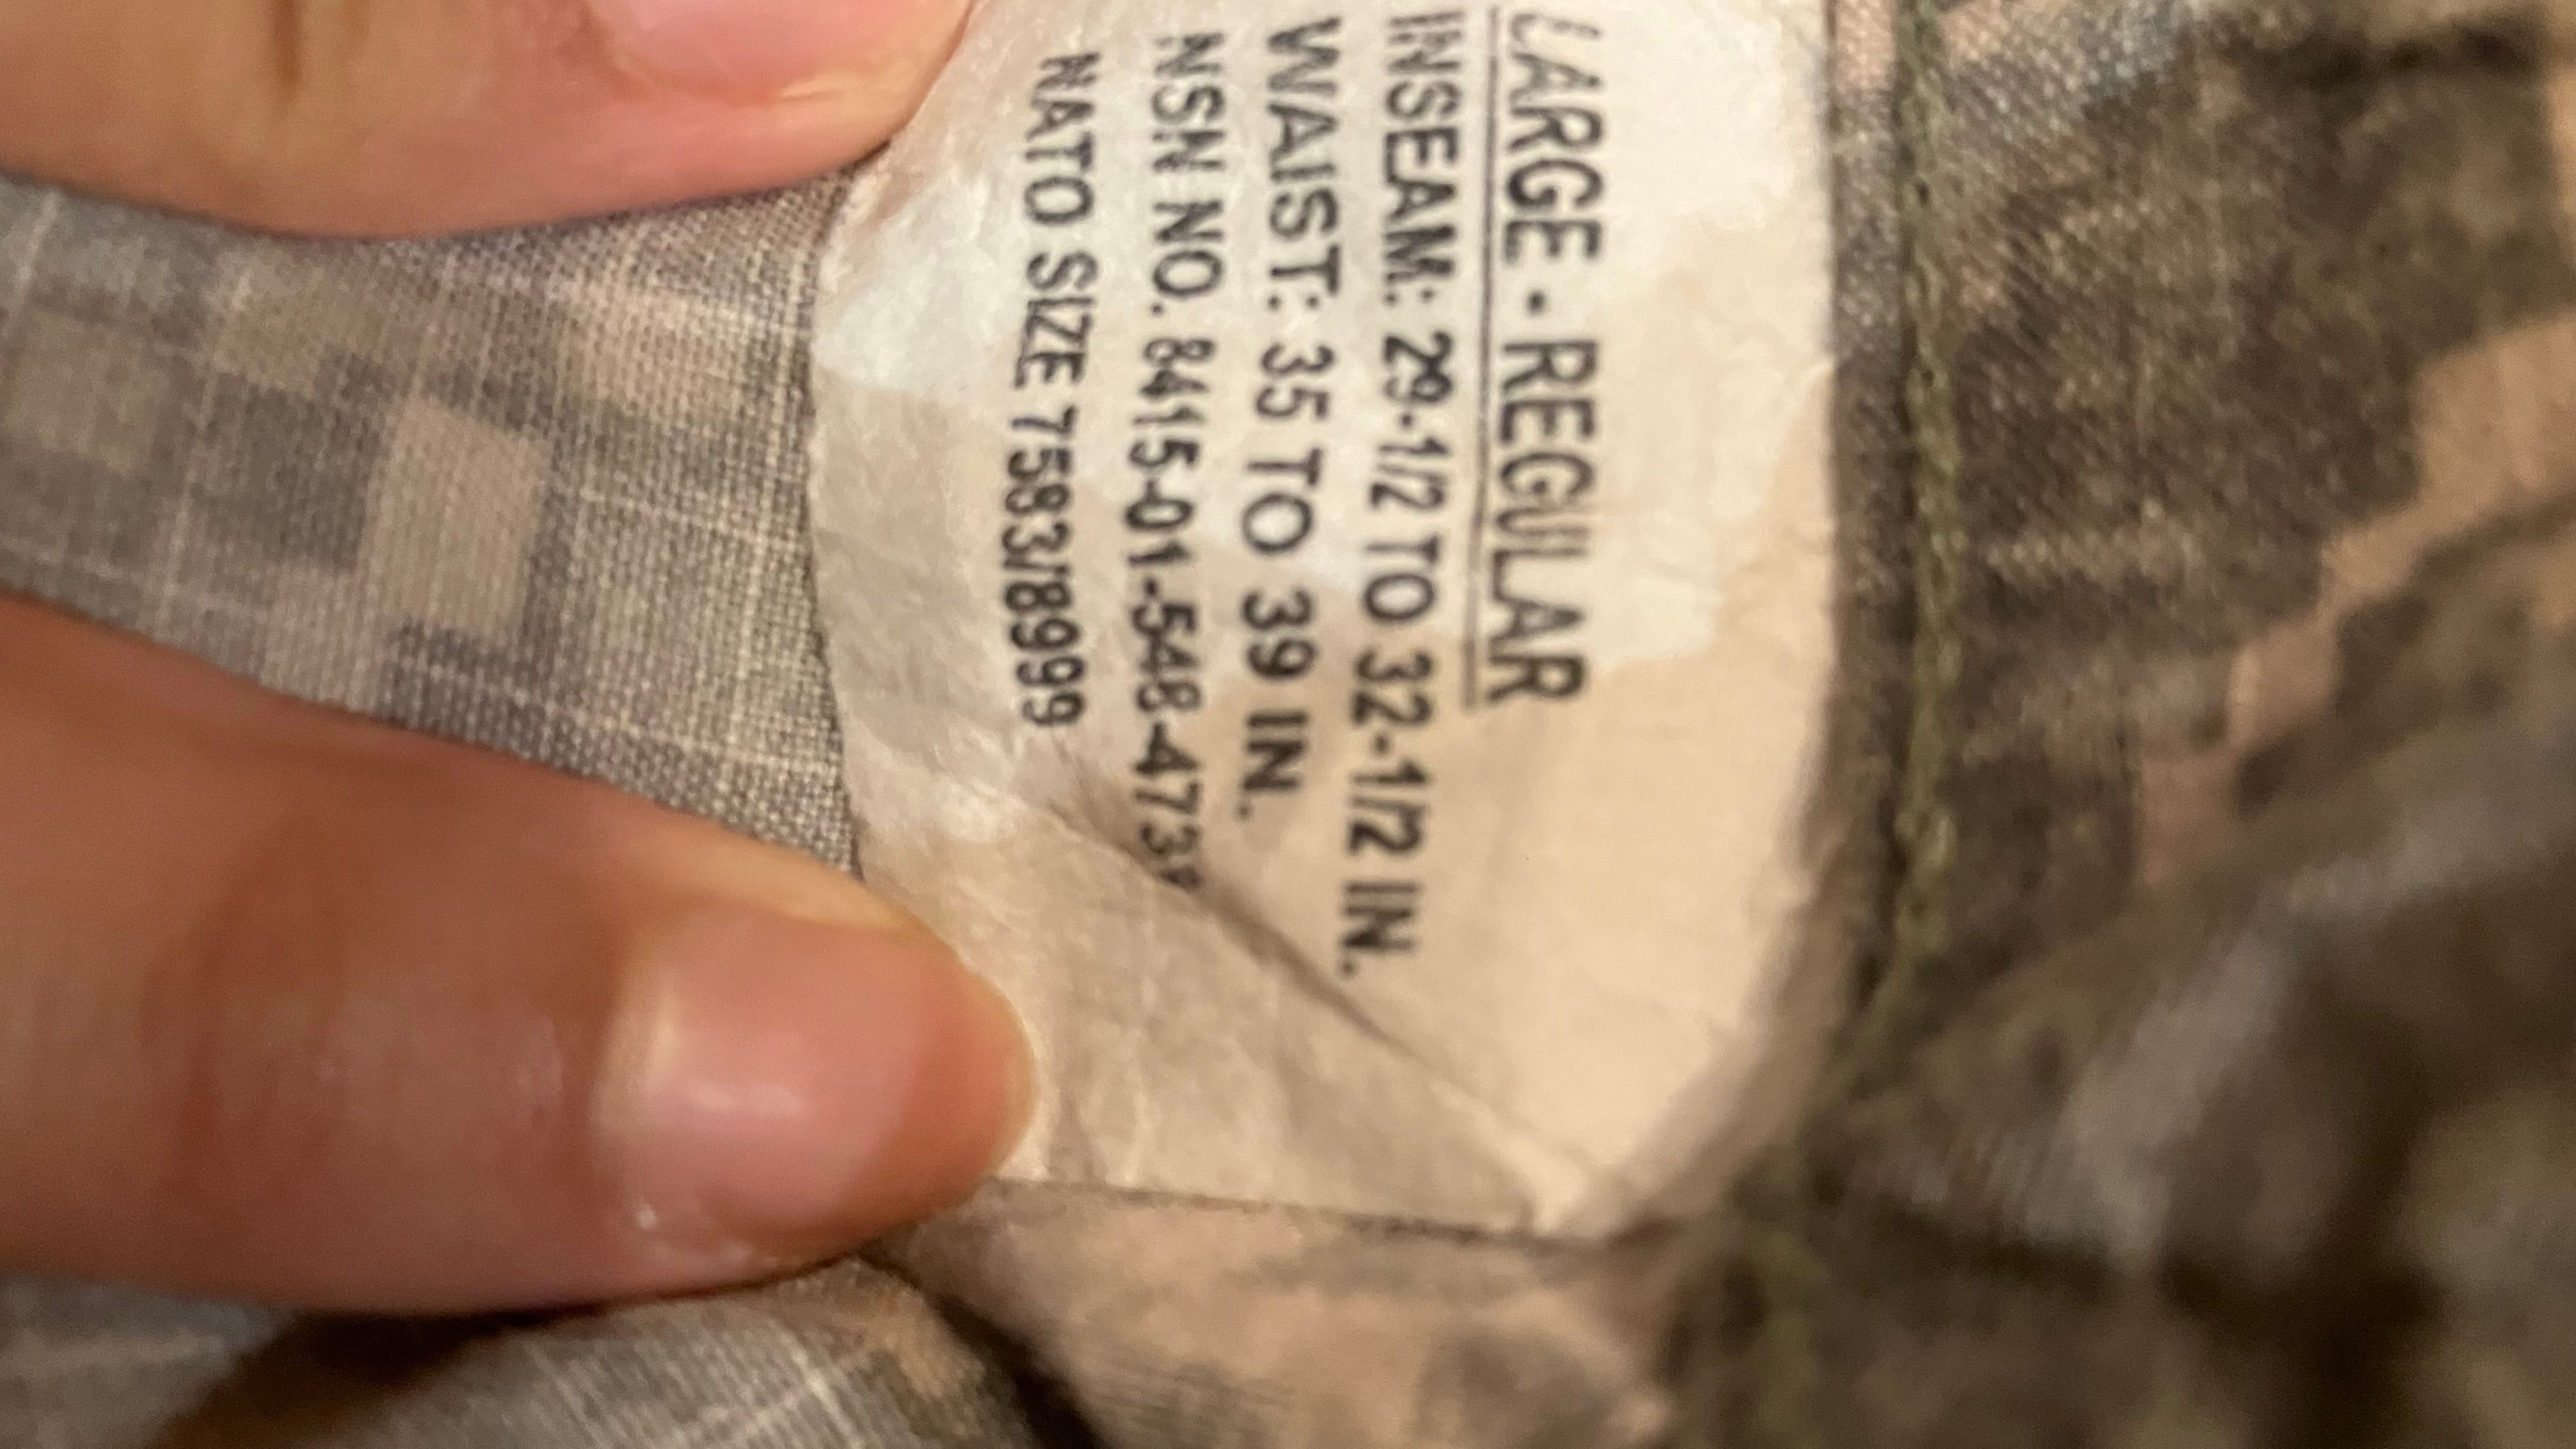 LARGE - REGULAR
INSEAM: 29-1/2 TO 32-1/2 IN.
WAIST: 35 TO 39 IN.
NSN NO. 8415-01-548-473
NATO SIZE 7583/8999